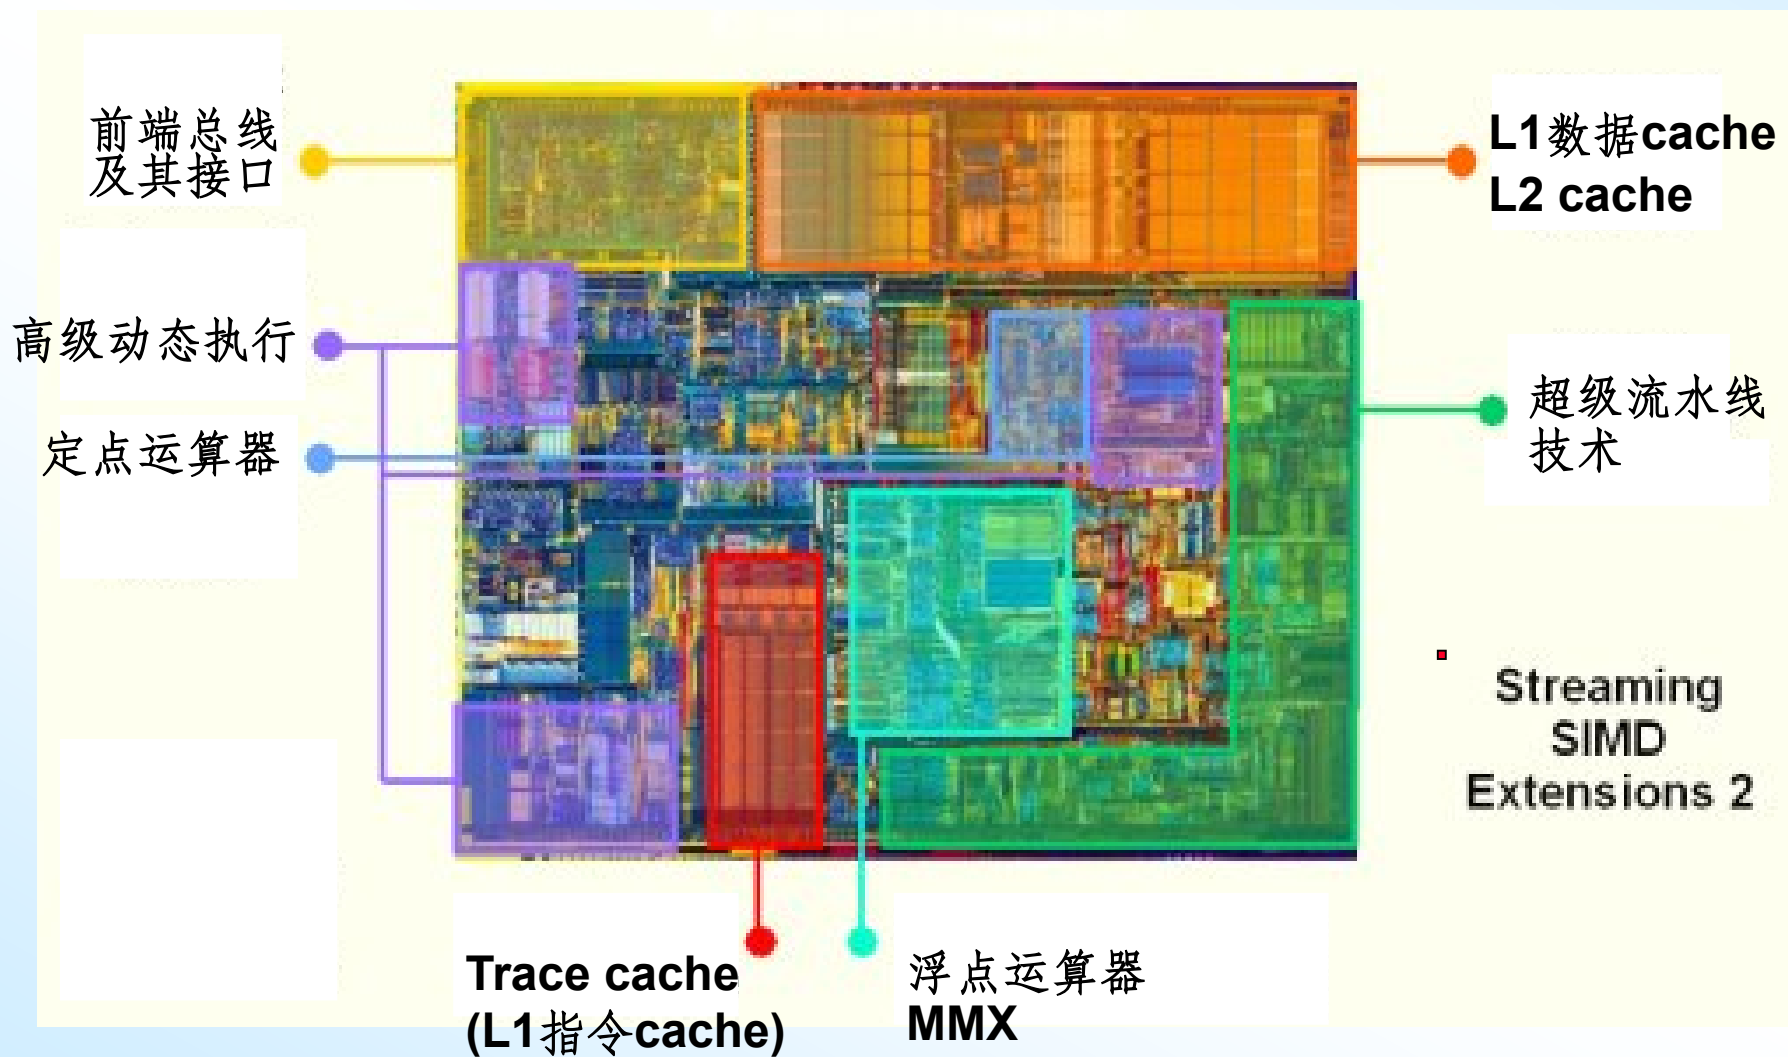 前端总线
及其接口
L1数据cache
L2 cache
高级动态执行
定点运算器
超级流水线
技术
Streaming
SIMD
Extensions 2
Trace cache
(L1指令cache)
浮点运算器
MMX